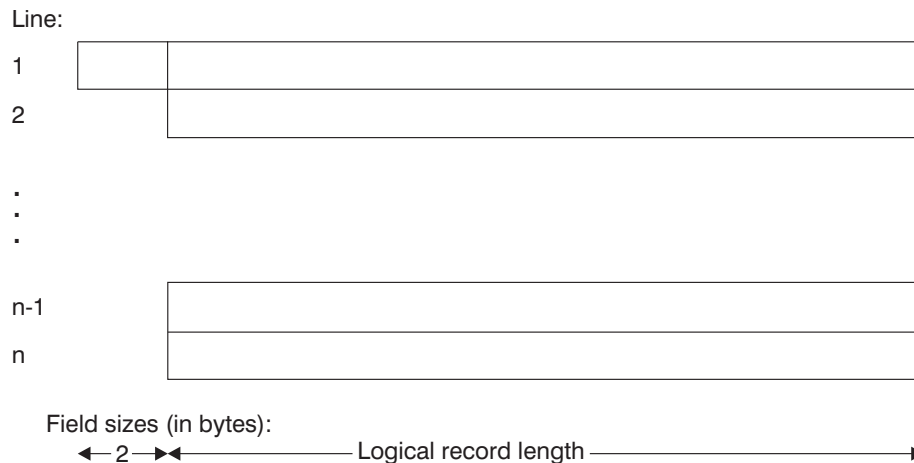 Line:
1
2
.
.
.
n-1
n
Field sizes (in bytes):
2 Logical record length